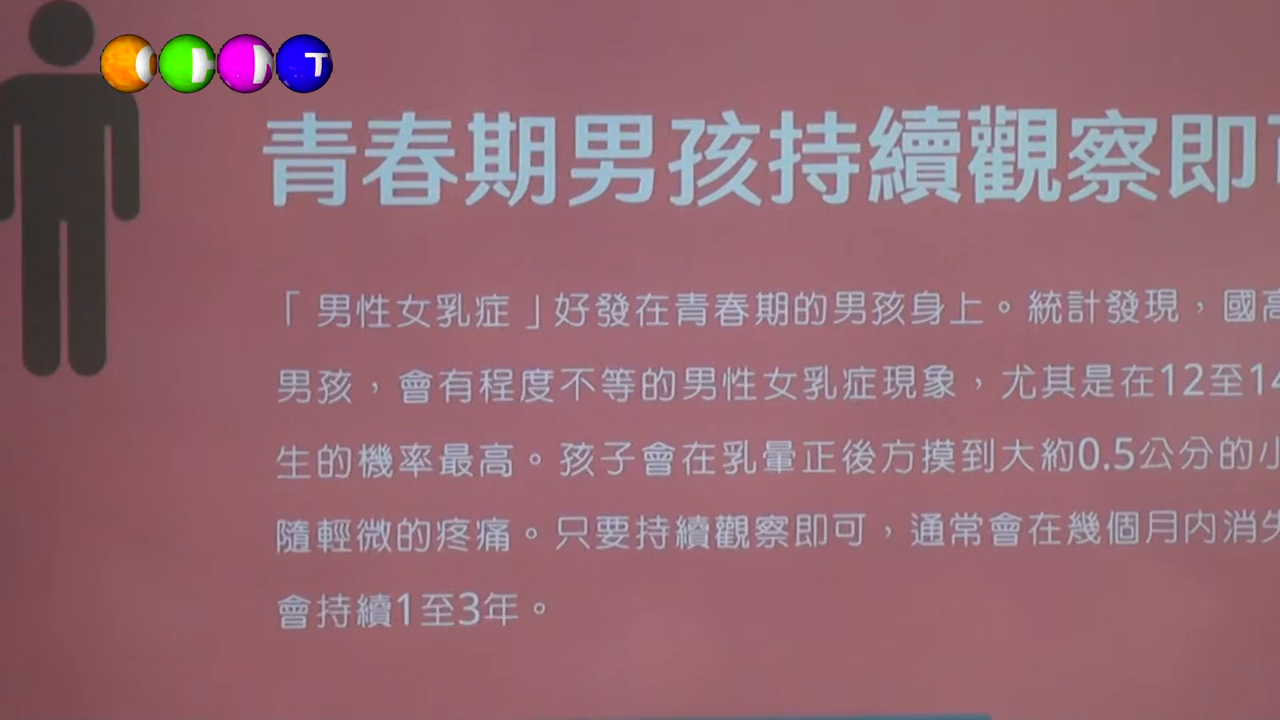 青春期男孩持續觀察即
「男性女乳症」好發在青春期的男孩身上。統計發現，國高
男孩，會有程度不等的男性女乳症現象，尤其是在12至14
生的機率最高。孩子會在乳暈正後方摸到大約0.5公分的小
隨輕微的疼痛。只要持續觀察即可，通常會在幾個月内消失
會持續1至3年。